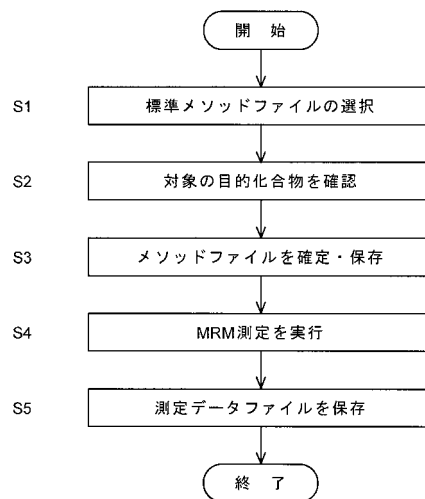 開 始
S1 標準メソッドファイルの選択
S2 対象の目的化合物を確認
S3 メソッドファイルを確定・保存
S4 MRM測定を実行
S5 測定データファイルを保存
終 了